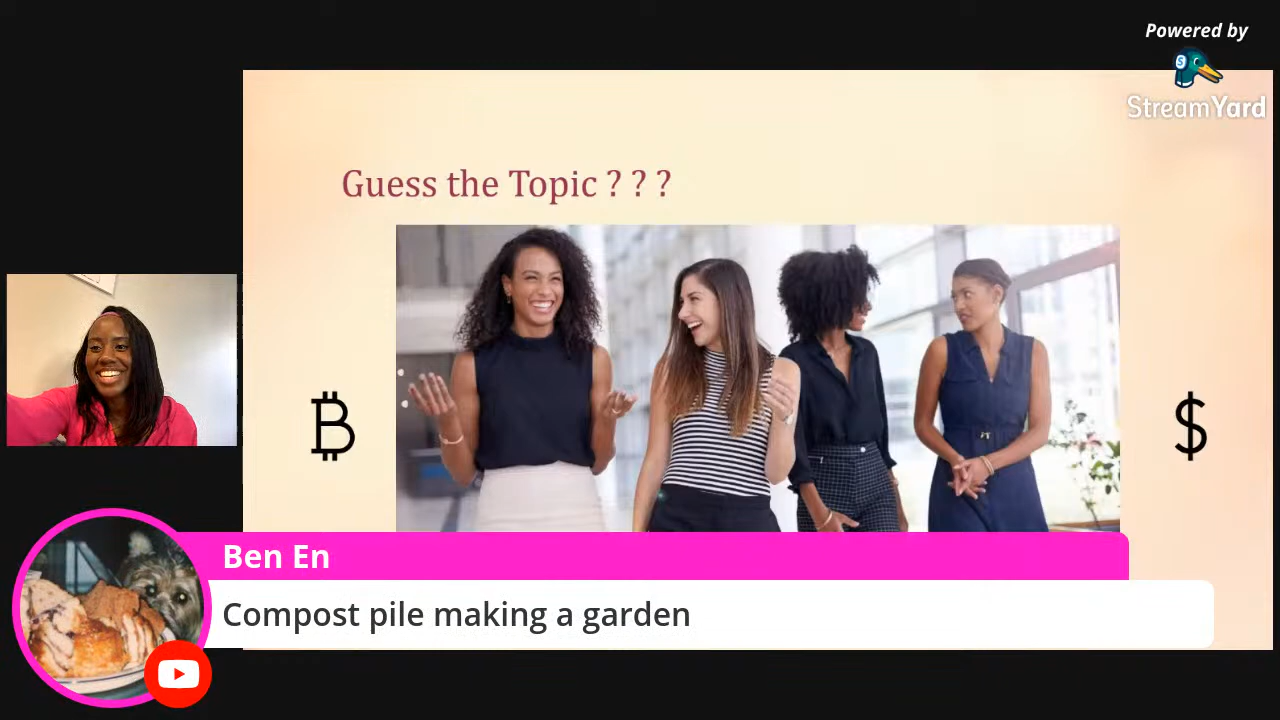 Powered by
StreamYard
Guess the Topic ? ? ?
₿
$
Ben En
Compost pile making a garden